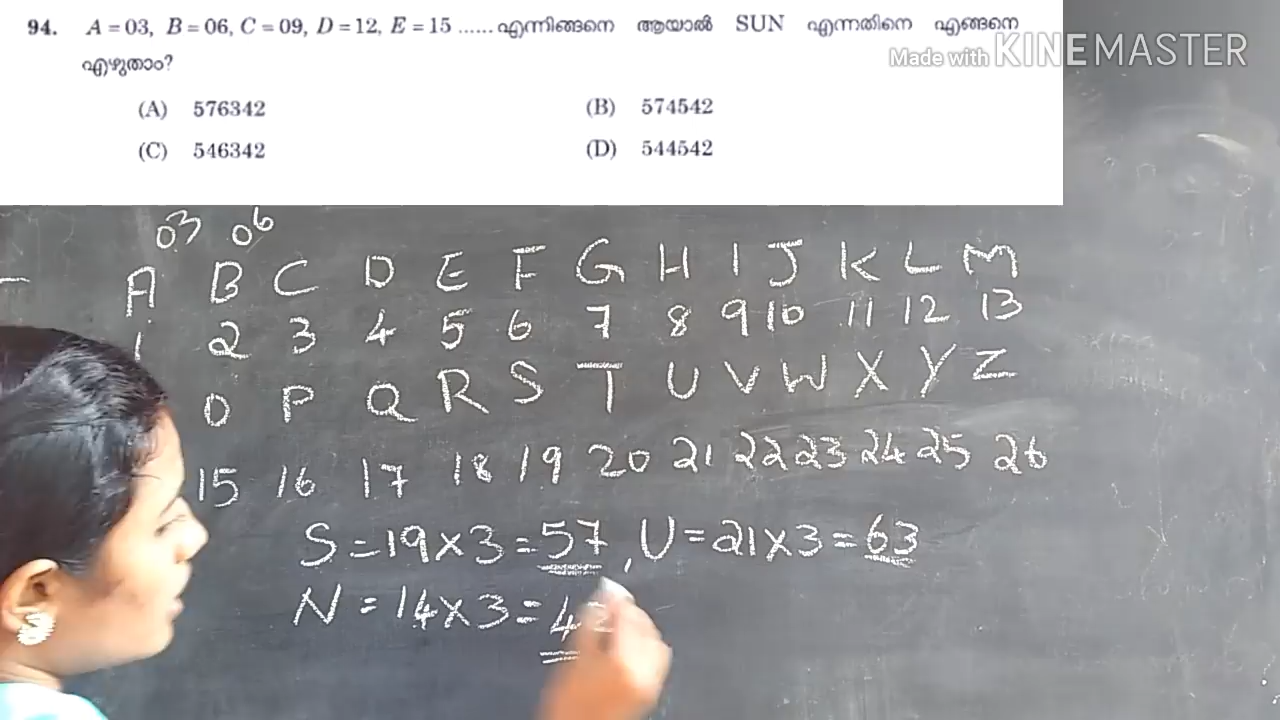 94. A = 03, B = 06, C = 09, D = 12, E = 15 ...... എന്നിങ്ങനെ ആയാൽ SUN എന്നതിനെ എങ്ങനെ
Made with KINEMASTER
എഴുതാം?
(A) 576342 (B) 574542
(C) 546342 (D) 544542
03 06
A B C D E F G H I J K L M
1 2 3 4 5 6 7 8 9 10 11 12 13
O P Q R S T U V W X Y Z
15 16 17 18 19 20 21 22 23 24 25 26
S = 19 x 3 = 57, U = 21 x 3 = 63
N = 14 x 3 = 42